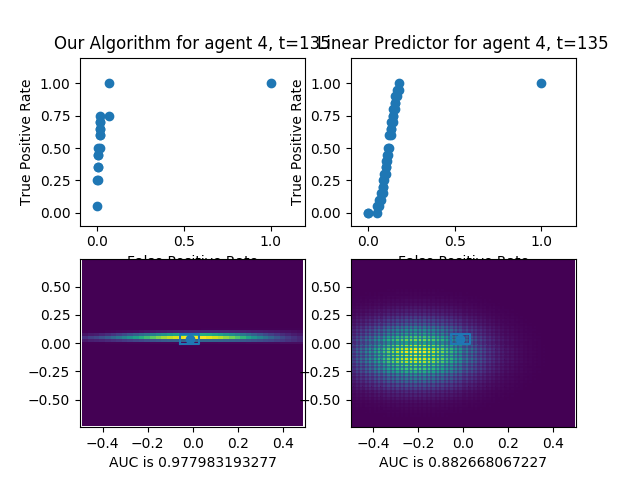 Our Algorithm for agent 4, t=135
Linear Predictor for agent 4, t=135
True Positive Rate
1.00
0.75
0.50
0.25
0.00
0.0 0.5 1.0
False Positive Rate
True Positive Rate
1.00
0.75
0.50
0.25
0.00
0.0 0.5 1.0
False Positive Rate
0.50
0.25
0.00
−0.25
−0.50
−0.4 −0.2 0.0 0.2 0.4
AUC is 0.977983193277
0.50
0.25
0.00
−0.25
−0.50
−0.4 −0.2 0.0 0.2 0.4
AUC is 0.882668067227